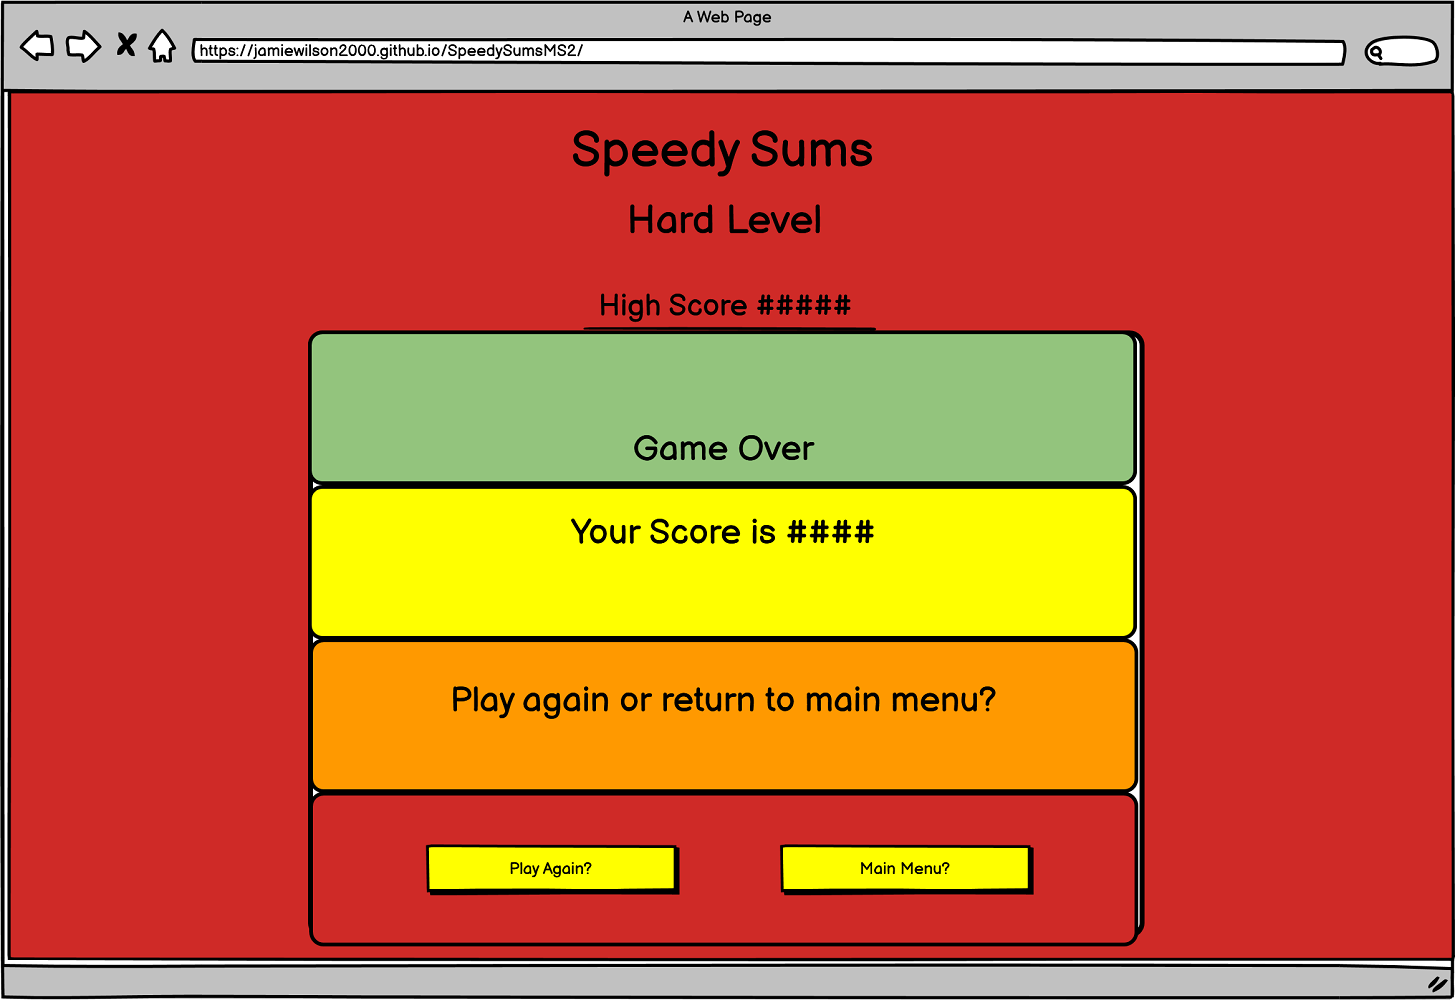 A Web Page
https://jamiewilson2000.github.io/SpeedySumsMS2/
Speedy Sums
Hard Level
High Score #####
Game Over
Your Score is ####
Play again or return to main menu?
Play Again?
Main Menu?